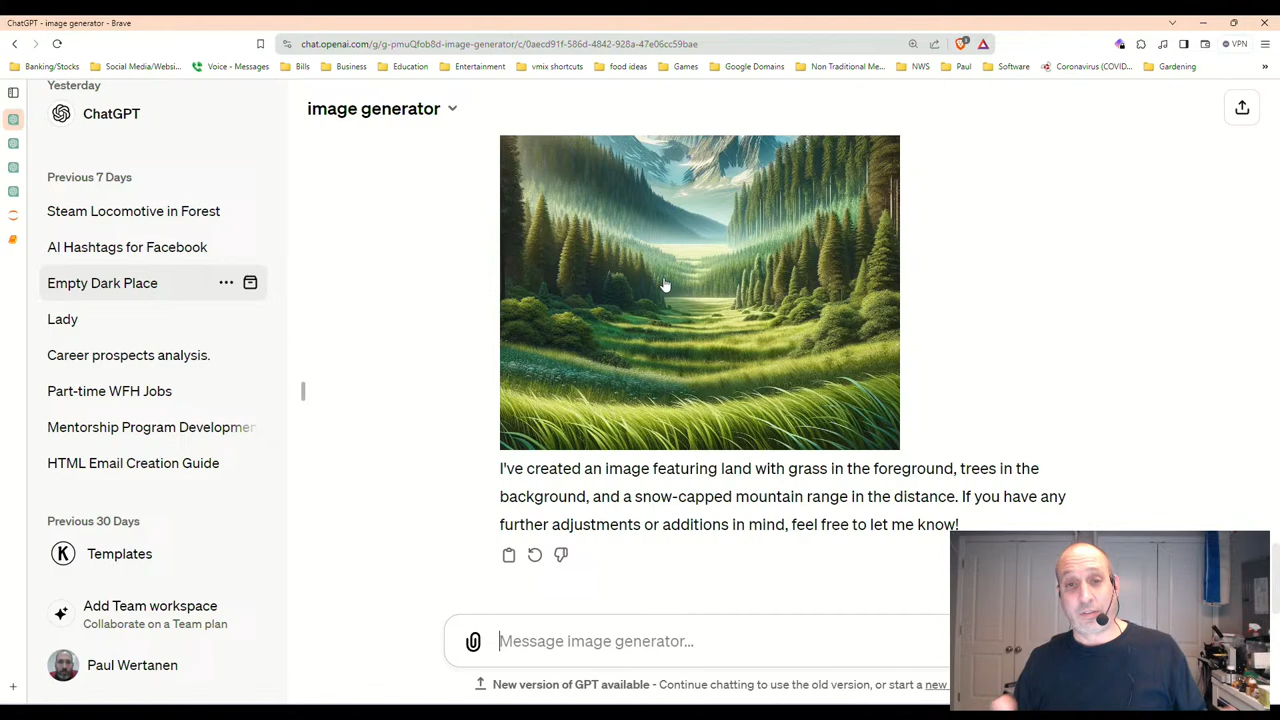 ChatGPT - image generator - Brave
chat.openai.com/g/g-pmuQfob8d-image-generator/c/0aecd91f-586d-4842-928a-47e06cc59bae
VPN
Banking/Stocks
Social Media/Websi...
Voice - Messages
Bills
Business
Education
Entertainment
vmix shortcuts
food ideas
Games
Google Domains
Non Traditional Me...
NWS
Paul
Software
Coronavirus (COVID...
Gardening
Yesterday
ChatGPT
Previous 7 Days
Steam Locomotive in Forest
AI Hashtags for Facebook
Empty Dark Place
Lady
Career prospects analysis.
Part-time WFH Jobs
Mentorship Program Developmen
HTML Email Creation Guide
Previous 30 Days
Templates
Add Team workspace
Collaborate on a Team plan
Paul Wertanen
image generator
I've created an image featuring land with grass in the foreground, trees in the
background, and a snow-capped mountain range in the distance. If you have any
further adjustments or additions in mind, feel free to let me know!
Message image generator...
New version of GPT available - Continue chatting to use the old version, or start a new